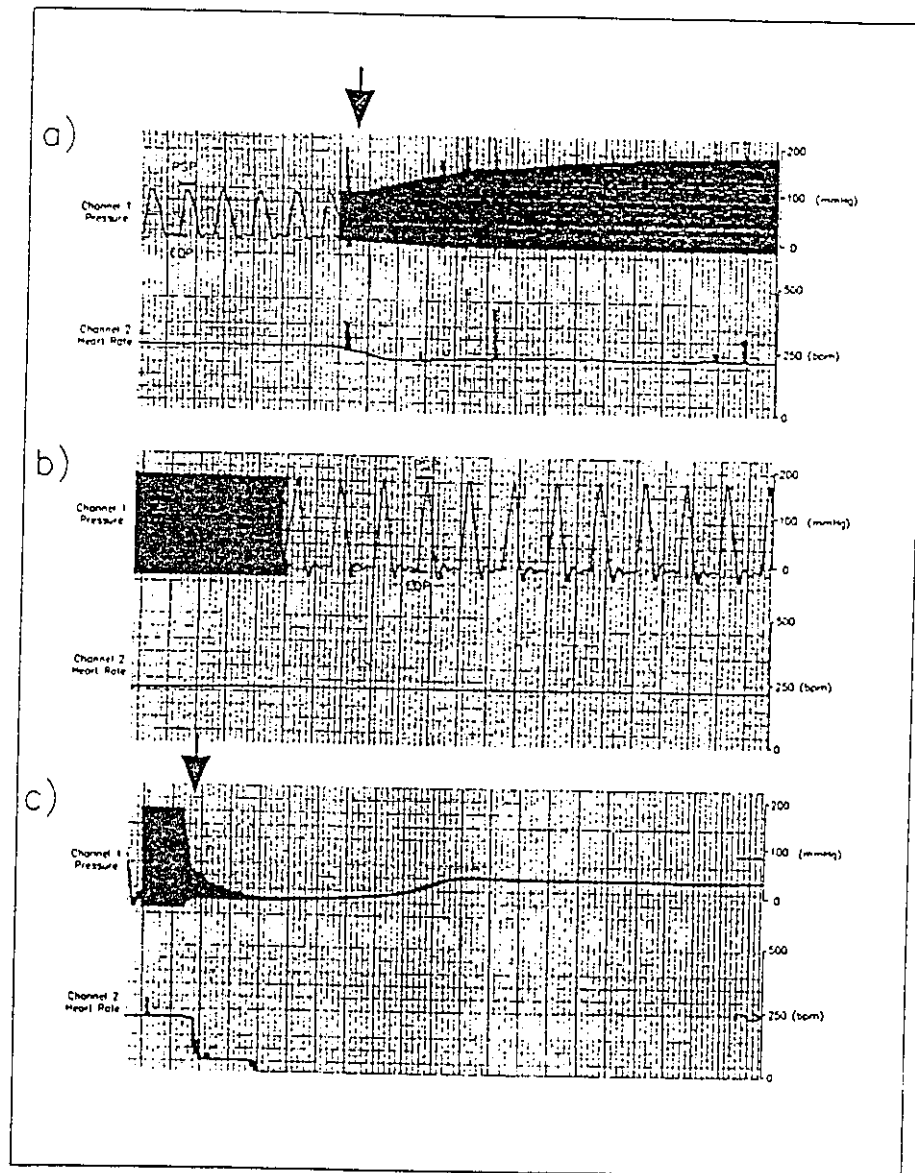 a)
200
Channel 1
Pressure
100 (mmHg)
EDP
0
500
Channel 2
Heart Rate
250 (bpm)
0
b)
200
Channel 1
Pressure
100 (mmHg)
EDP
0
500
Channel 2
Heart Rate
250 (bpm)
0
c)
200
Channel 1
Pressure
100 (mmHg)
0
500
Channel 2
Heart Rate
250 (bpm)
0